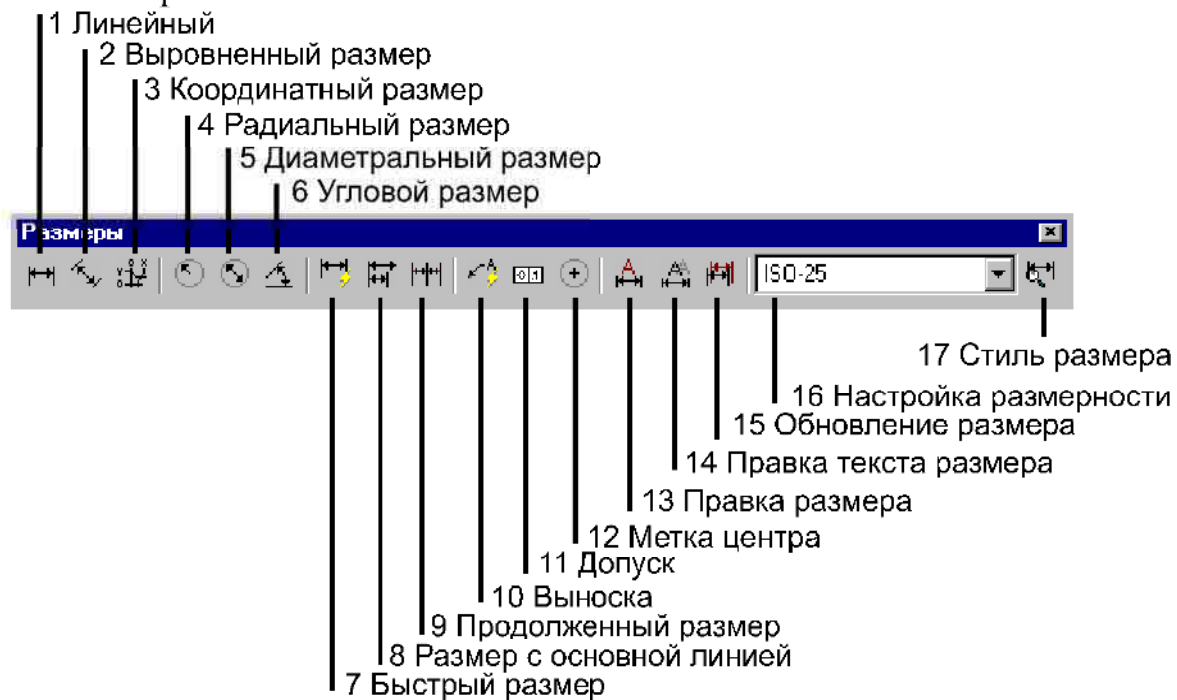 1 Линейный
2 Выровненный размер
3 Координатный размер
4 Радиальный размер
5 Диаметральный размер
6 Угловой размер
Размеры
ISO-25
17 Стиль размера
16 Настройка размерности
15 Обновление размера
14 Правка текста размера
13 Правка размера
12 Метка центра
11 Допуск
10 Выноска
9 Продолженный размер
8 Размер с основной линией
7 Быстрый размер